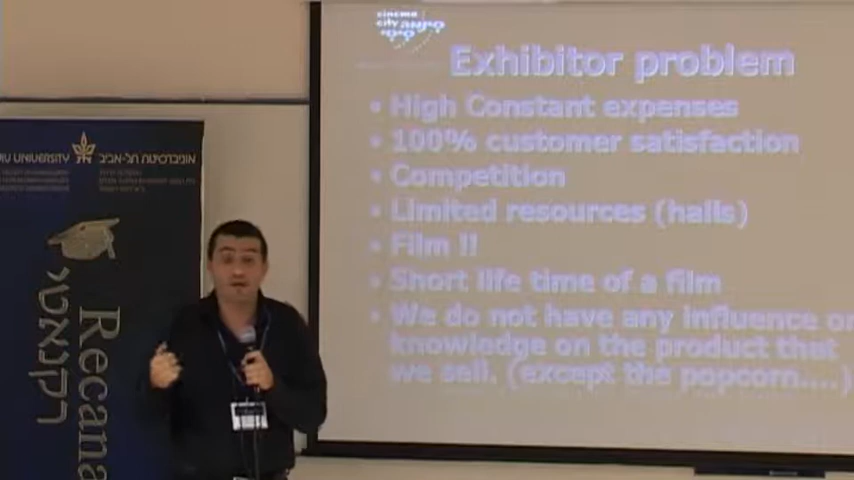 cinema
city סינמה
סיטי
Exhibitor problem
• High Constant expenses
• 100% customer satisfaction
• Competition
• Limited resources (halls)
• Film !!
• Short life time of a film
• We do not have any influence or
knowledge on the product that
we sell. (except the popcorn....)
UNIVERSITY אוניברסיטת תל-אביב
רקנאטי
Recana